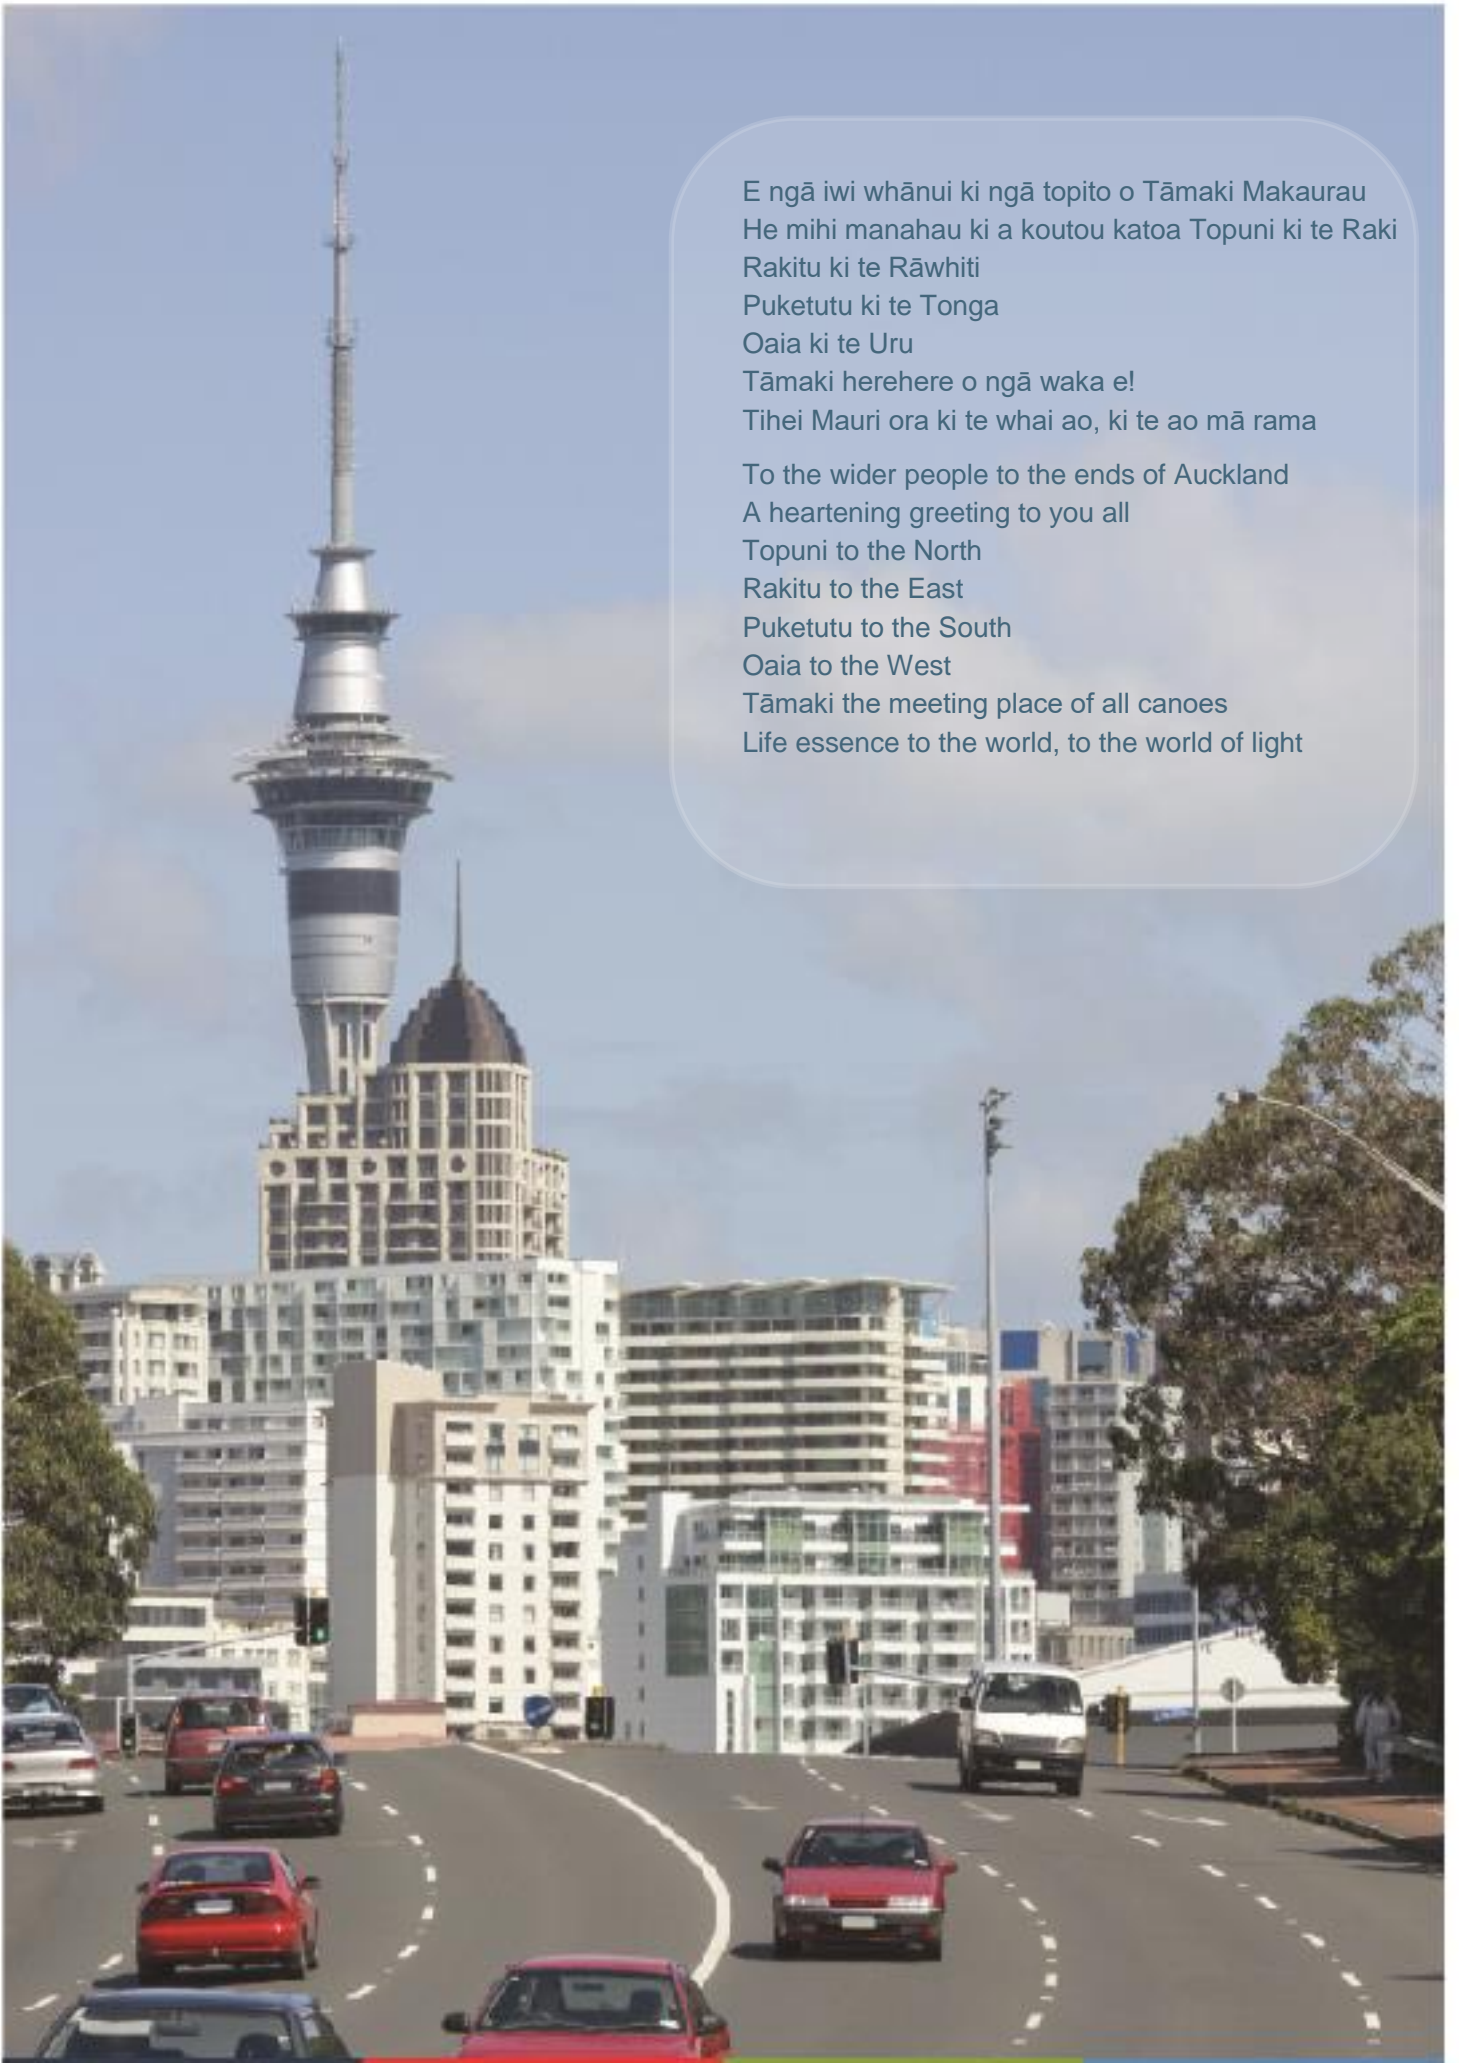 E ngā iwi whānui ki ngā topito o Tāmaki Makaurau
He mihi manahau ki a koutou katoa Topuni ki te Raki
Rakitu ki te Rāwhiti
Puketutu ki te Tonga
Oaia ki te Uru
Tāmaki herehere o ngā waka e!
Tihei Mauri ora ki te whai ao, ki te ao mā rama
To the wider people to the ends of Auckland
A heartening greeting to you all
Topuni to the North
Rakitu to the East
Puketutu to the South
Oaia to the West
Tāmaki the meeting place of all canoes
Life essence to the world, to the world of light